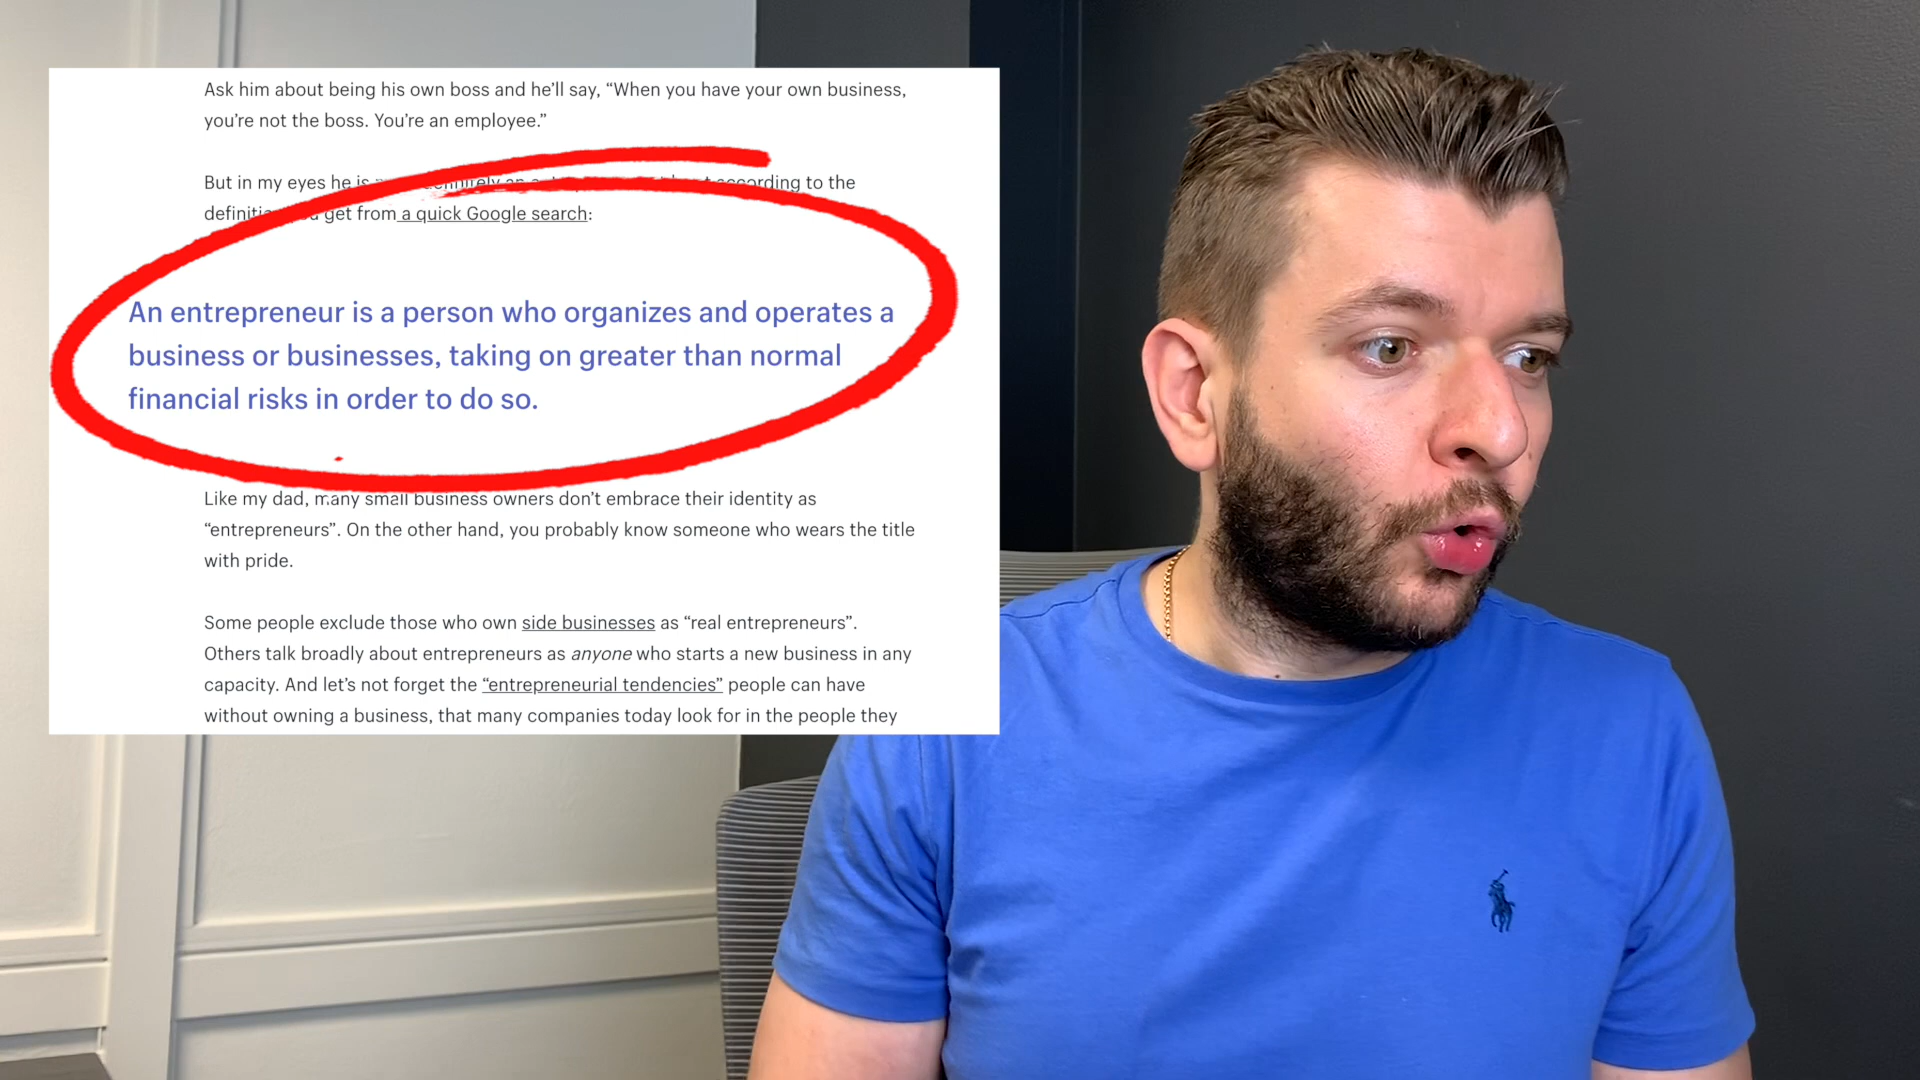 Ask him about being his own boss and he'll say, “When you have your own business,
you're not the boss. You're an employee.”
But in my eyes he is according to the
get from a quick Google search:
An entrepreneur is a person who organizes and operates a
business or businesses, taking on greater than normal
financial risks in order to do so.
Like my dad, many small business owners don't embrace their identity as
“entrepreneurs”. On the other hand, you probably know someone who wears the title
with pride.
Some people exclude those who own side businesses as “real entrepreneurs”.
Others talk broadly about entrepreneurs as anyone who starts a new business in any
capacity. And let's not forget the “entrepreneurial tendencies” people can have
without owning a business, that many companies today look for in the people they